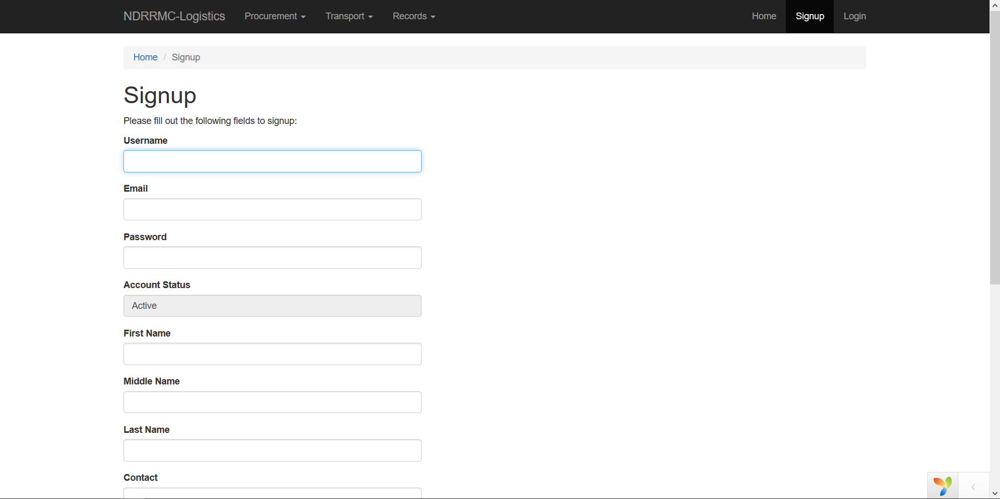 NDRRMC-Logistics Procurement Transport Records Home Signup Login
Home / Signup
Signup
Please fill out the following fields to signup:
Username
Email
Password
Account Status
Active
First Name
Middle Name
Last Name
Contact